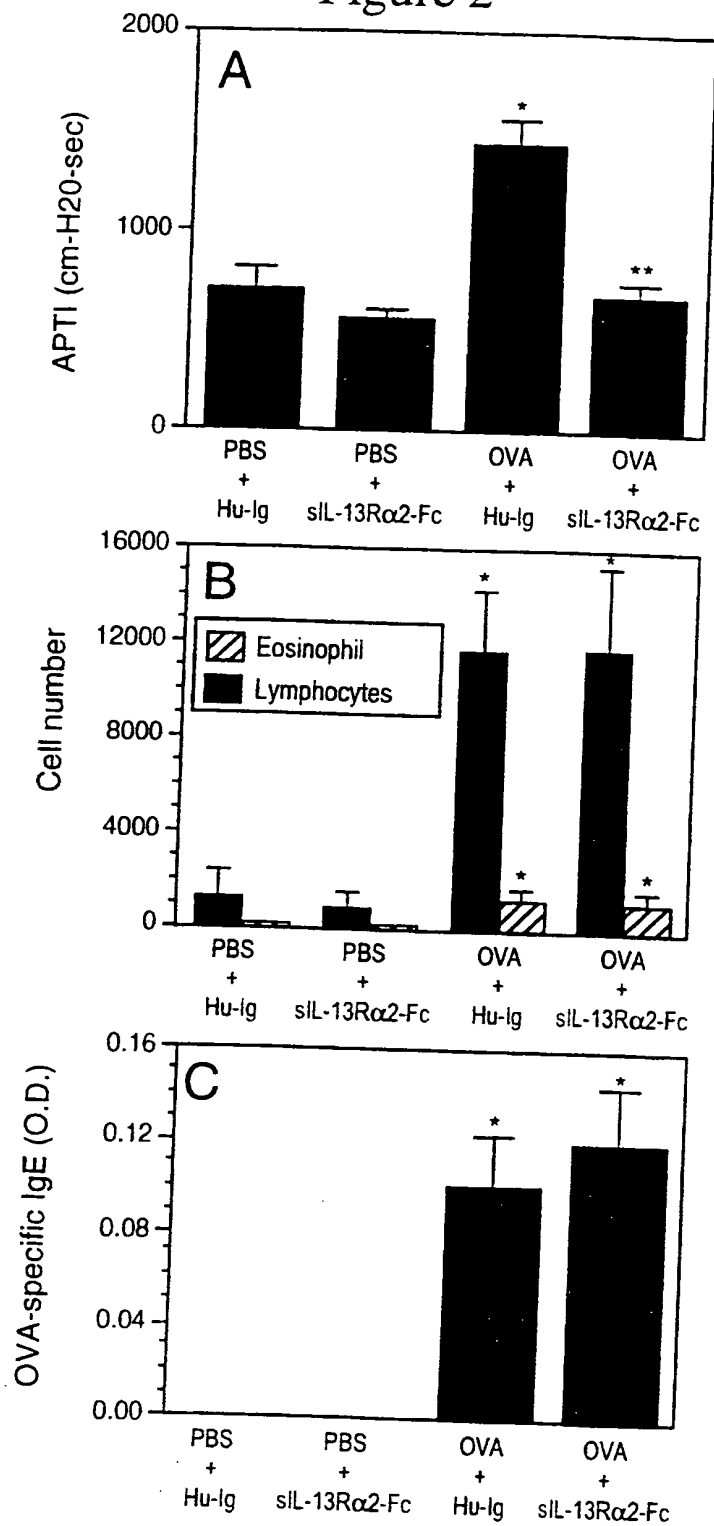 Figure 2
A
2000
1000
0
APTI (cm-H20-sec)
*
**
PBS + Hu-Ig
PBS + sIL-13Rα2-Fc
OVA + Hu-Ig
OVA + sIL-13Rα2-Fc
B
16000
12000
8000
4000
0
Cell number
Eosinophil
Lymphocytes
*
*
*
*
PBS + Hu-Ig
PBS + sIL-13Rα2-Fc
OVA + Hu-Ig
OVA + sIL-13Rα2-Fc
C
0.16
0.12
0.08
0.04
0.00
OVA-specific IgE (O.D.)
*
*
PBS + Hu-Ig
PBS + sIL-13Rα2-Fc
OVA + Hu-Ig
OVA + sIL-13Rα2-Fc